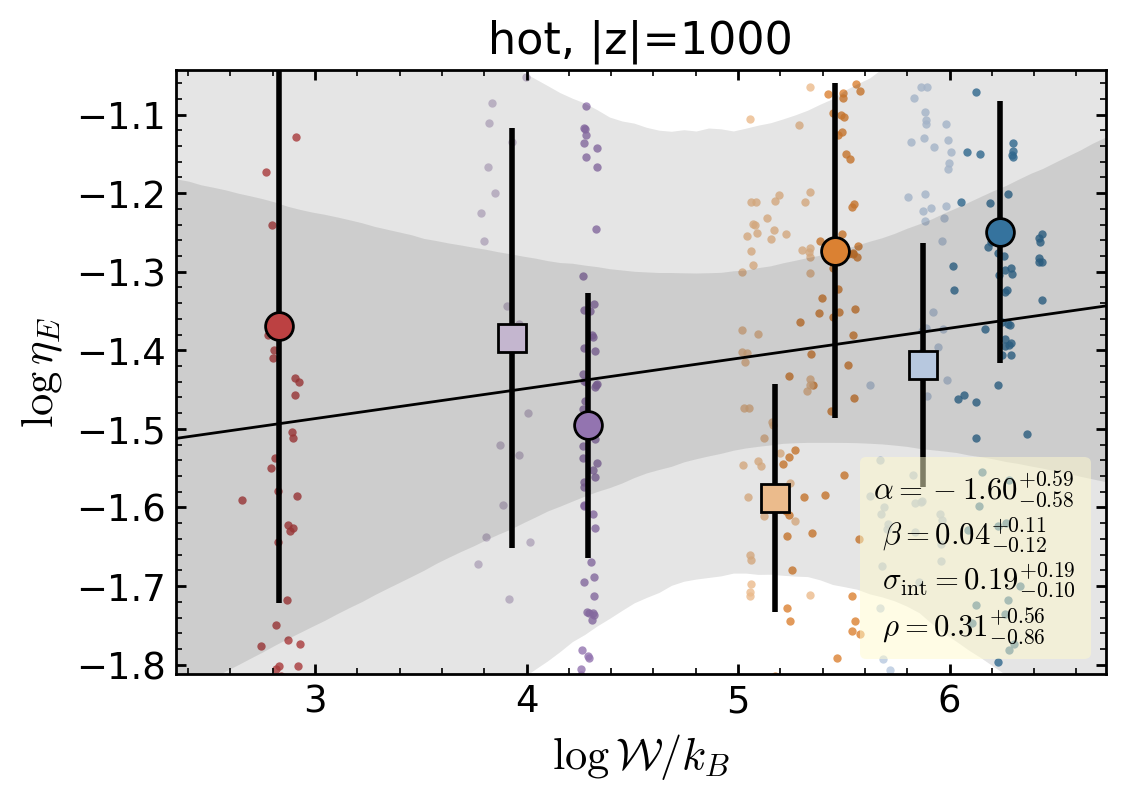 hot, |z|=1000
log η_E
−1.1
−1.2
−1.3
−1.4
−1.5
−1.6
−1.7
−1.8
α = −1.60^{+0.59}_{−0.58}
β = 0.04^{+0.11}_{−0.12}
σ_int = 0.19^{+0.19}_{−0.10}
ρ = 0.31^{+0.56}_{−0.86}
3 4 5 6
log 𝒲/k_B